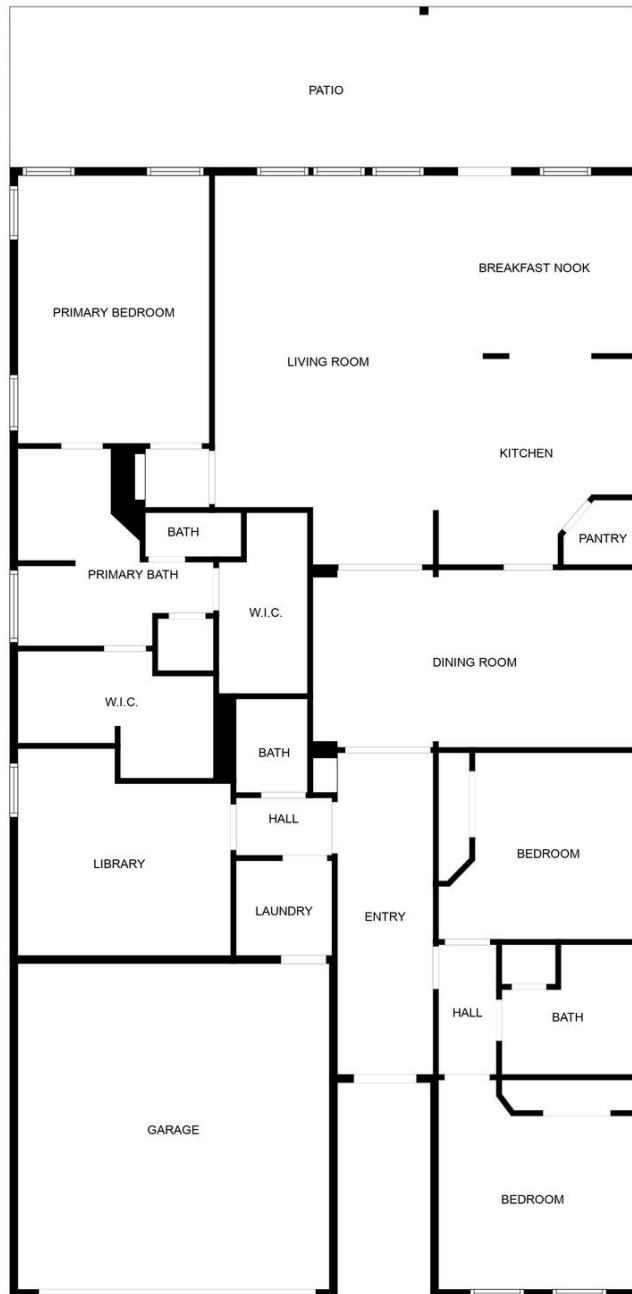 PATIO
BREAKFAST NOOK
PRIMARY BEDROOM
LIVING ROOM
KITCHEN
BATH
PANTRY
PRIMARY BATH
W.I.C.
DINING ROOM
W.I.C.
BATH
HALL
BEDROOM
LIBRARY
LAUNDRY
ENTRY
HALL
BATH
GARAGE
BEDROOM